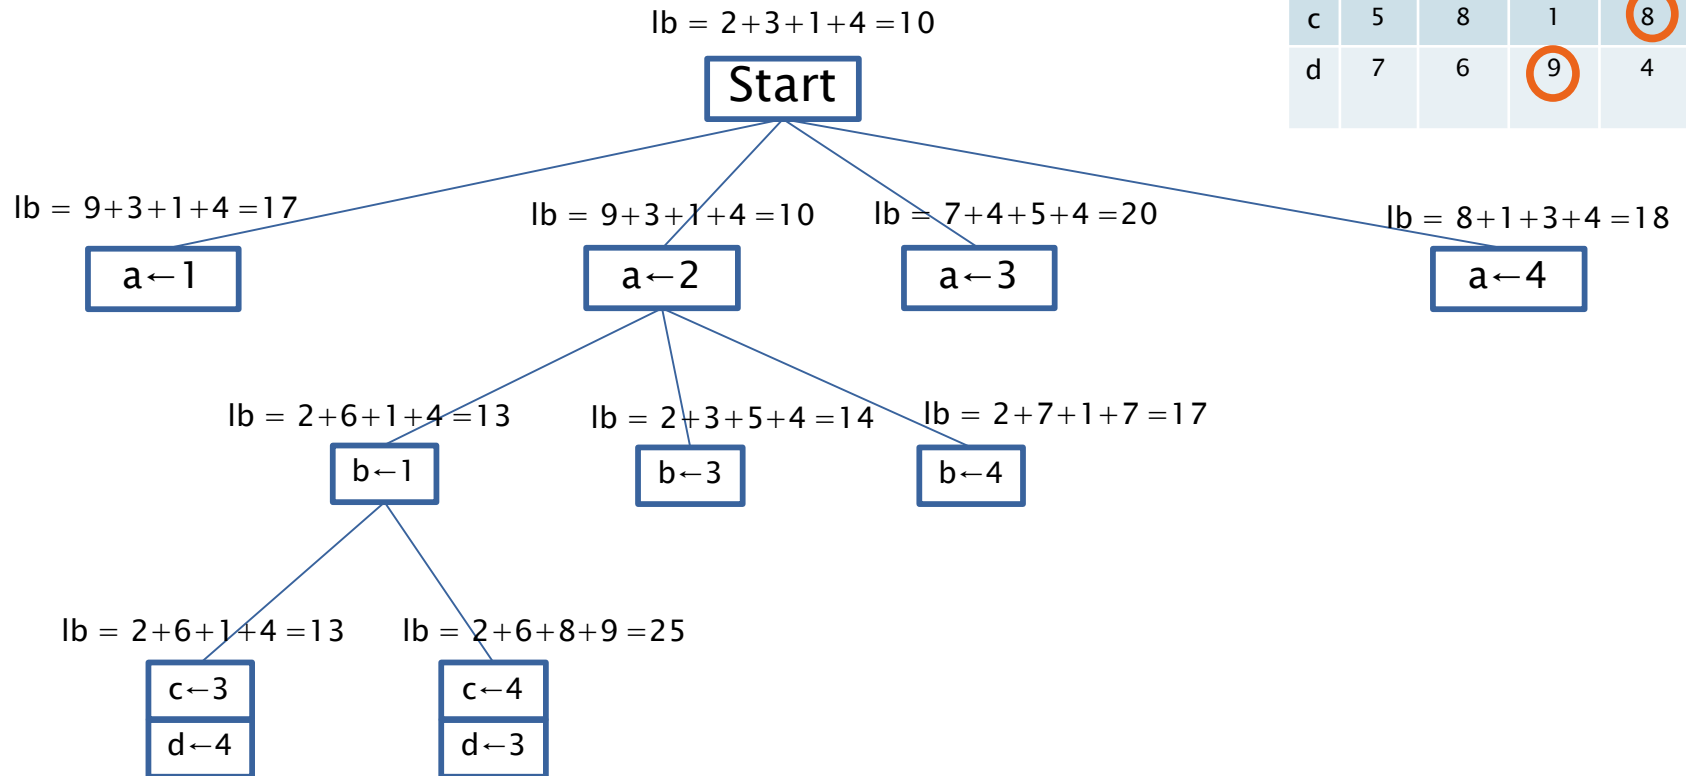 lb = 2+3+1+4 =10
c 5 8 1 8
d 7 6 9 4
Start
lb = 9+3+1+4 =17
lb = 9+3+1+4 =10
lb = 7+4+5+4 =20
lb = 8+1+3+4 =18
a←1
a←2
a←3
a←4
lb = 2+6+1+4 =13
lb = 2+3+5+4 =14
lb = 2+7+1+7 =17
b←1
b←3
b←4
lb = 2+6+1+4 =13
lb = 2+6+8+9 =25
c←3
c←4
d←4
d←3